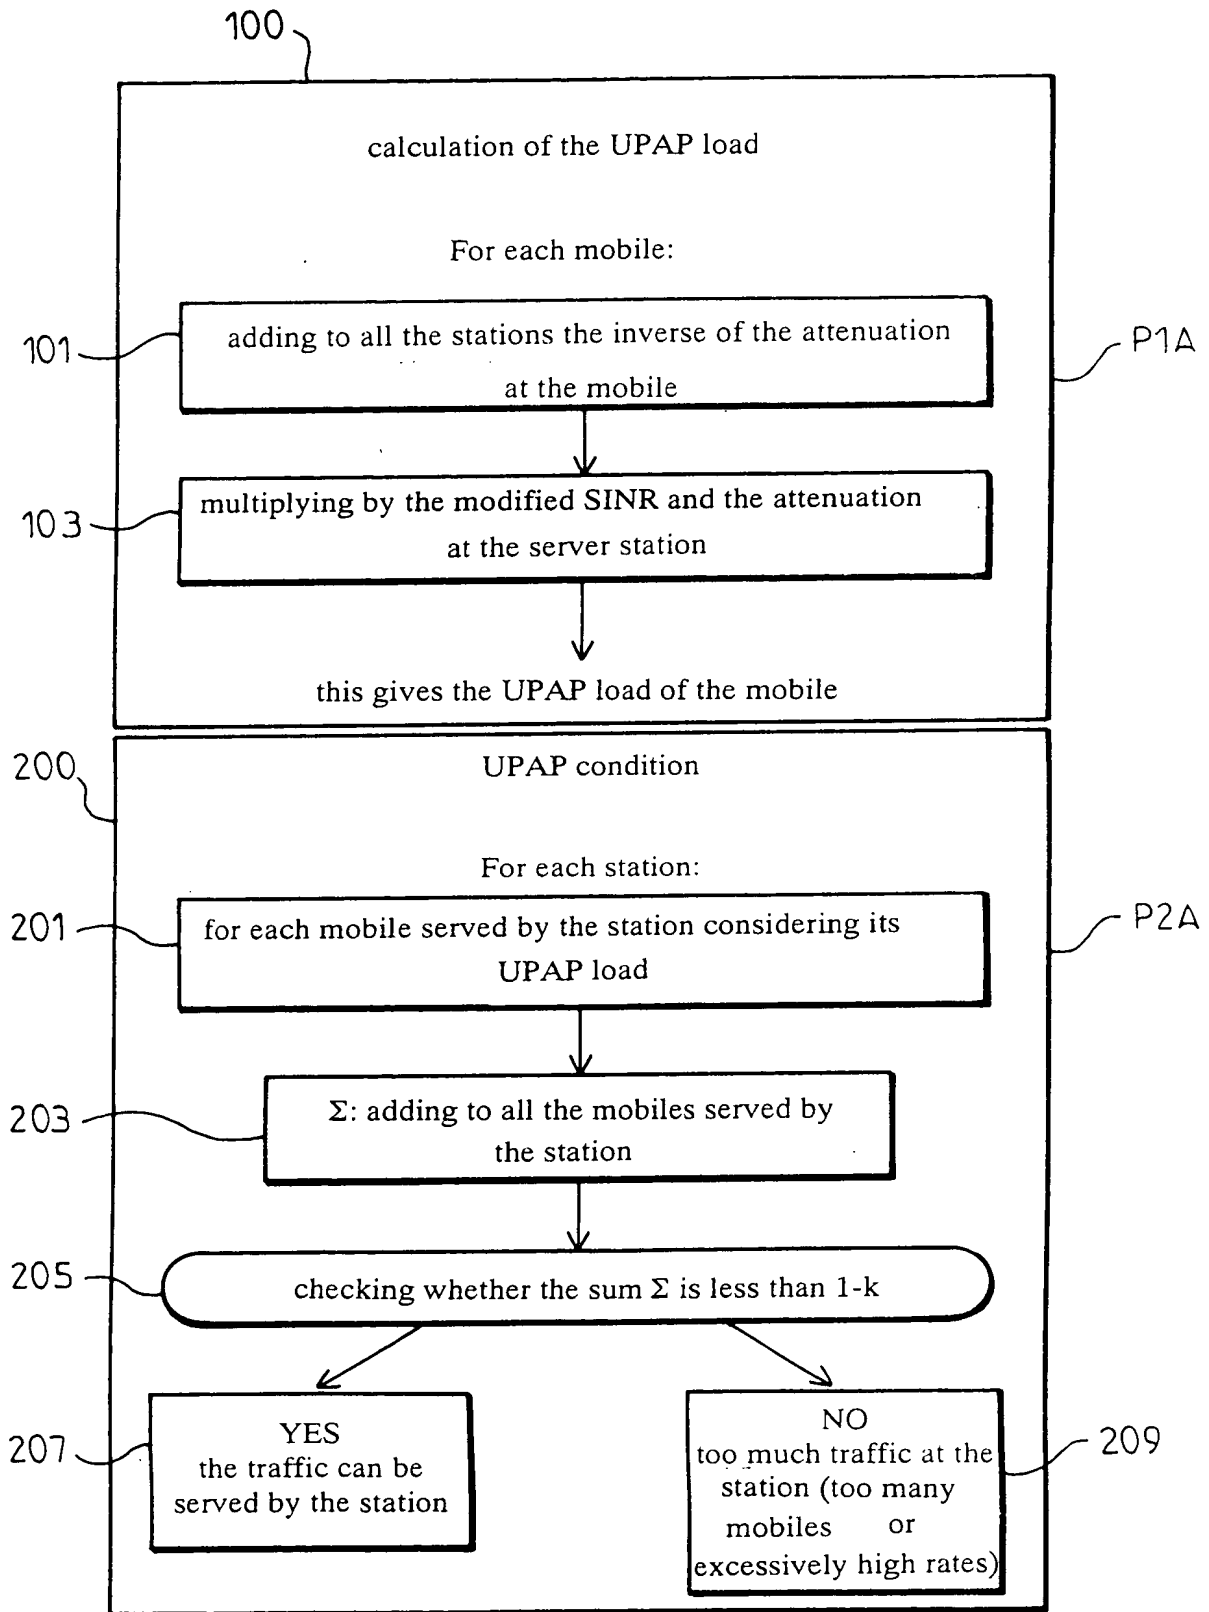 100
calculation of the UPAP load
For each mobile:
101
adding to all the stations the inverse of the attenuation
at the mobile
P1A
103
multiplying by the modified SINR and the attenuation
at the server station
this gives the UPAP load of the mobile
200
UPAP condition
For each station:
201
for each mobile served by the station considering its
UPAP load
P2A
203
Σ: adding to all the mobiles served by
the station
205
checking whether the sum Σ is less than 1-k
207
YES
the traffic can be
served by the station
NO
too much traffic at the
station (too many
mobiles or
excessively high rates)
209